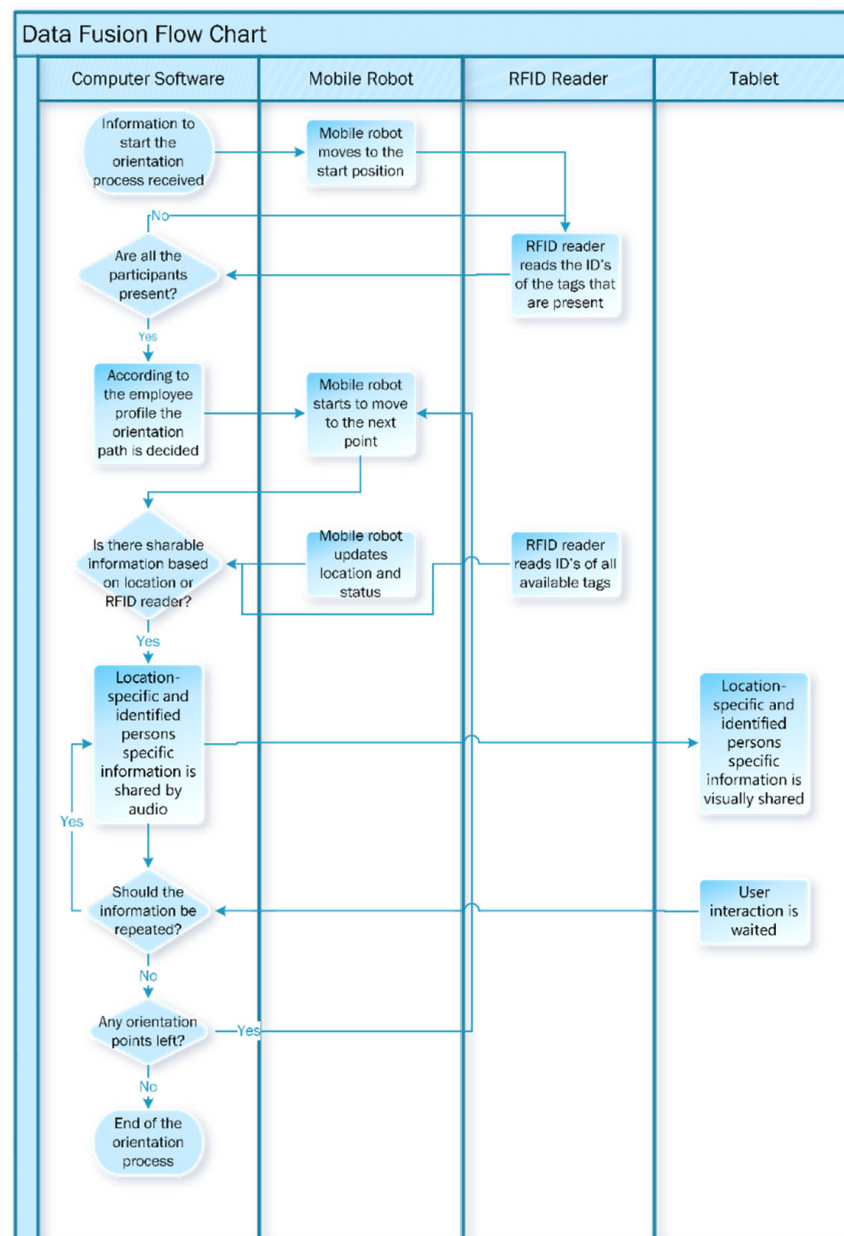 Data Fusion Flow Chart
Computer Software
Mobile Robot
RFID Reader
Tablet
Information to
start the
orientation
process received
Mobile robot
moves to the
start position
No
Are all the
participants
present?
RFID reader
reads the ID's
of the tags that
are present
Yes
According to
the employee
profile the
orientation
path is decided
Mobile robot
starts to move
to the next
point
Is there sharable
information based
on location or
RFID reader?
Mobile robot
updates
location and
status
RFID reader
reads ID's of all
available tags
Yes
Location-
specific and
identified
persons
specific
information is
shared by
audio
Location-
specific and
identified
persons
specific
information is
visually shared
Yes
Should the
information be
repeated?
User
interaction is
waited
No
Any orientation
points left?
Yes
No
End of the
orientation
process